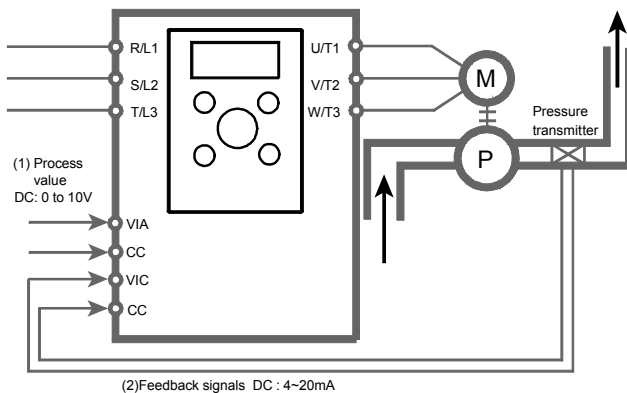 R/L1
S/L2
T/L3
U/T1
V/T2
W/T3
M
P
Pressure
transmitter
(1) Process
value
DC: 0 to 10V
VIA
CC
VIC
CC
(2)Feedback signals  DC : 4~20mA